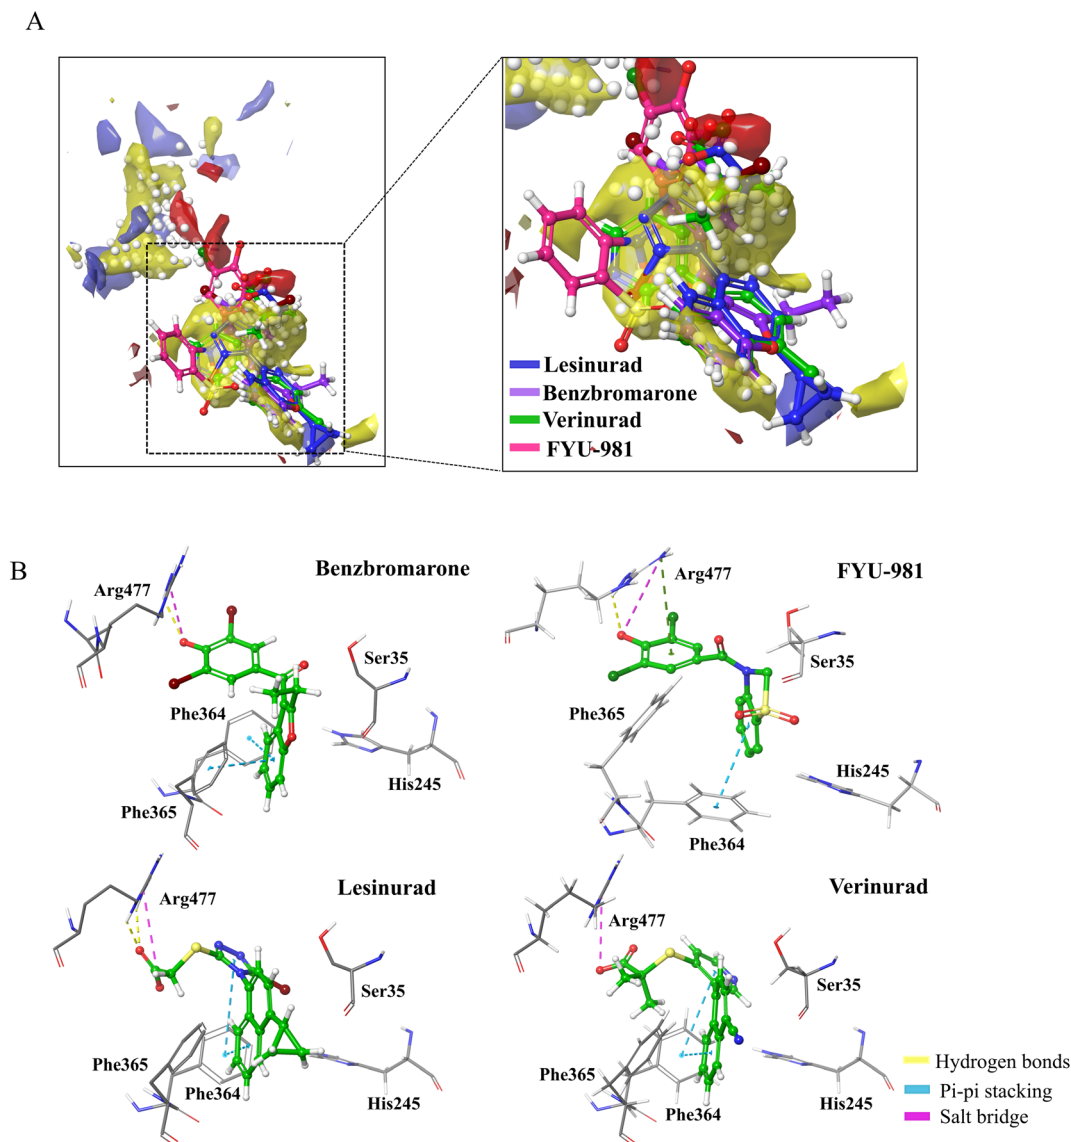 A
Lesinurad
Benzbromarone
Verinurad
FYU-981
B
Benzbromarone
Arg477
Ser35
Phe364
His245
Phe365
FYU-981
Arg477
Ser35
Phe365
His245
Phe364
Lesinurad
Arg477
Ser35
Phe365
Phe364
His245
Verinurad
Arg477
Ser35
Phe365
Phe364
His245
Hydrogen bonds
Pi-pi stacking
Salt bridge